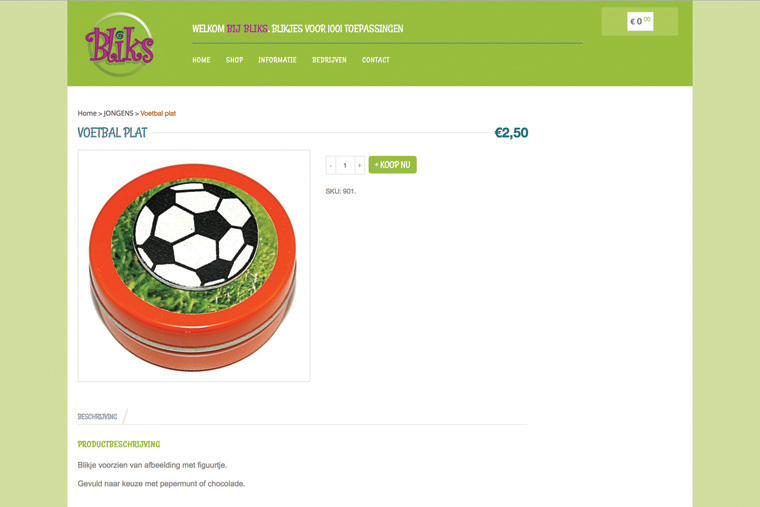 Bliks
WELKOM BIJ BLIKS. BLIKJES VOOR 1001 TOEPASSINGEN
€ 0,00
HOME SHOP INFORMATIE BEDRIJVEN CONTACT
Home > JONGENS > Voetbal plat
VOETBAL PLAT €2,50
- 1 + + KOOP NU
SKU: 901.
BESCHRIJVING
PRODUCTBESCHRIJVING
Blikje voorzien van afbeelding met figuurtje.
Gevuld naar keuze met pepermunt of chocolade.